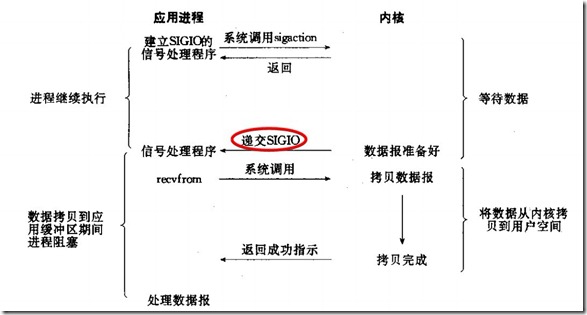 应用进程
内核
建立SIGIO的
信号处理程序
系统调用sigaction
返回
进程继续执行
等待数据
递交SIGIO
信号处理程序
数据报准备好
recvfrom
系统调用
拷贝数据报
数据拷贝到应
用缓冲区期间
进程阻塞
将数据从内核拷
贝到用户空间
返回成功指示
拷贝完成
处理数据报